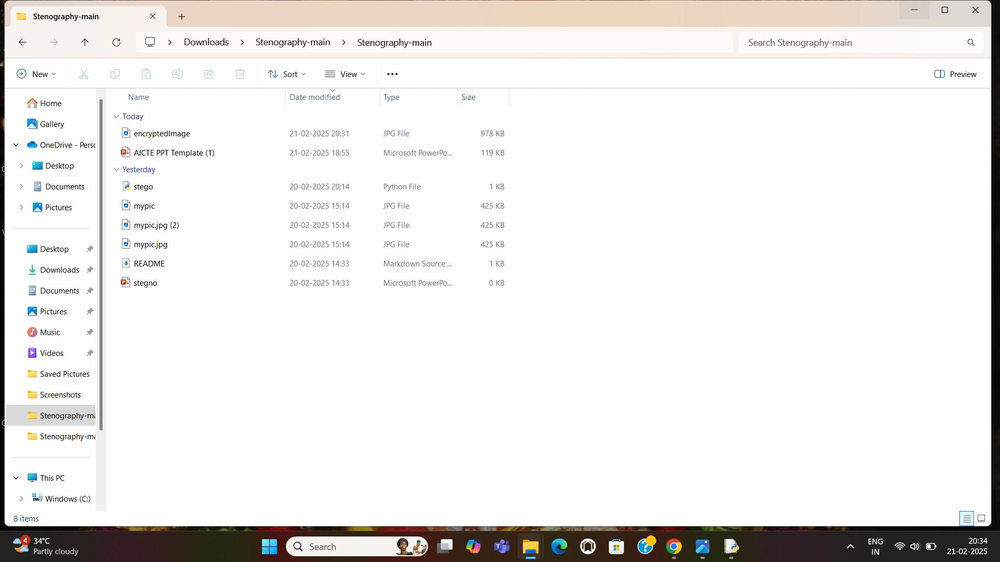 Stenography-main
Downloads > Stenography-main > Stenography-main
Search Stenography-main
New
Sort
View
Preview
Name Date modified Type Size
Today
encryptedImage 21-02-2025 20:31 JPG File 978 KB
AICTE PPT Template (1) 21-02-2025 18:55 Microsoft PowerPo... 119 KB
Yesterday
stego 20-02-2025 20:14 Python File 1 KB
mypic 20-02-2025 15:14 JPG File 425 KB
mypic.jpg (2) 20-02-2025 15:14 JPG File 425 KB
mypic.jpg 20-02-2025 15:14 JPG File 425 KB
README 20-02-2025 14:33 Markdown Source ... 1 KB
stegno 20-02-2025 14:33 Microsoft PowerPo... 0 KB
Home
Gallery
OneDrive - Persc
Desktop
Documents
Pictures
Desktop
Downloads
Documents
Pictures
Music
Videos
Saved Pictures
Screenshots
Stenography-ma
Stenography-ma
This PC
Windows (C:)
8 items
4
34°C
Partly cloudy
Search
ENG
IN
20:34
21-02-2025